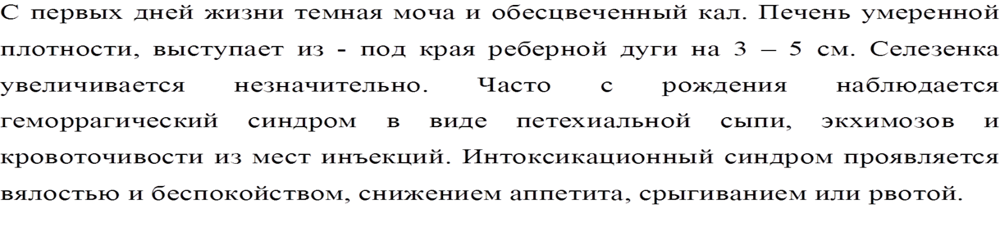 С первых дней жизни темная моча и обесцвеченный кал. Печень умеренной
плотности, выступает из - под края реберной дуги на 3 – 5 см. Селезенка
увеличивается незначительно. Часто с рождения наблюдается
геморрагический синдром в виде петехиальной сыпи, экхимозов и
кровоточивости из мест инъекций. Интоксикационный синдром проявляется
вялостью и беспокойством, снижением аппетита, срыгиванием или рвотой.